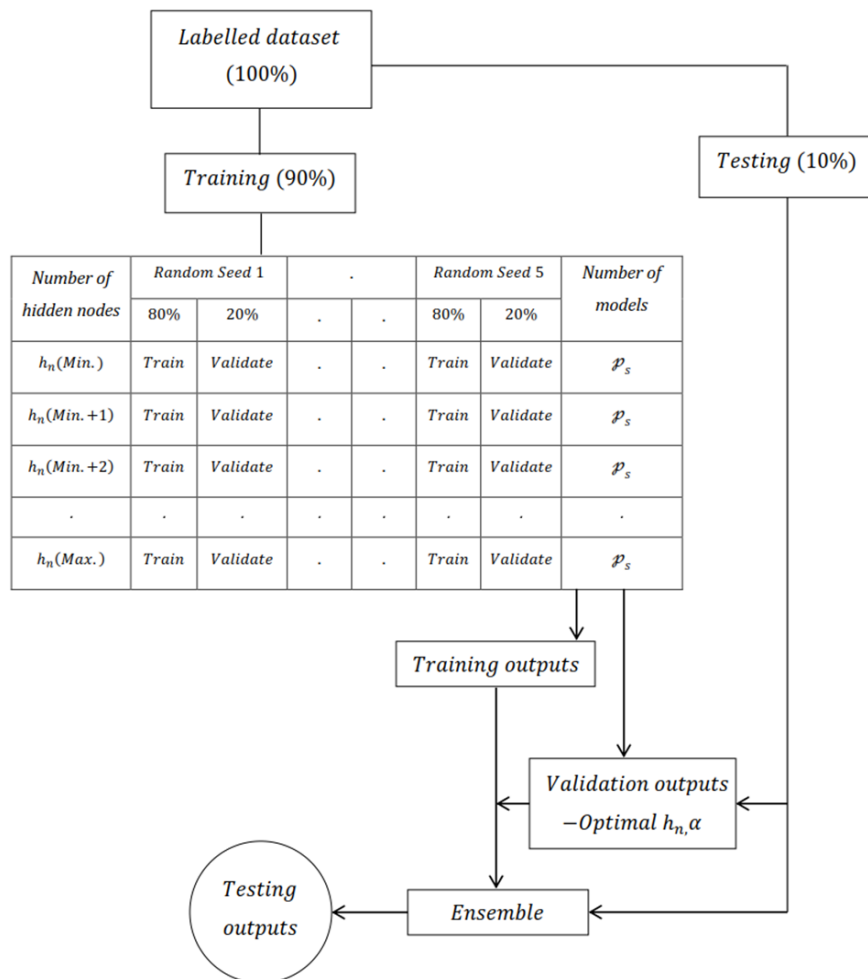 Labelled dataset
(100%)
Training (90%)
Testing (10%)
Number of hidden nodes | Random Seed 1 | . | Random Seed 5 | Number of models
80% 20% . . 80% 20%
hₙ(Min.) Train Validate . . Train Validate 𝓅ₛ
hₙ(Min.+1) Train Validate . . Train Validate 𝓅ₛ
hₙ(Min.+2) Train Validate . . Train Validate 𝓅ₛ
. . . . . . . .
hₙ(Max.) Train Validate . . Train Validate 𝓅ₛ
Training outputs
Validation outputs
−Optimal hₙ,α
Ensemble
Testing
outputs